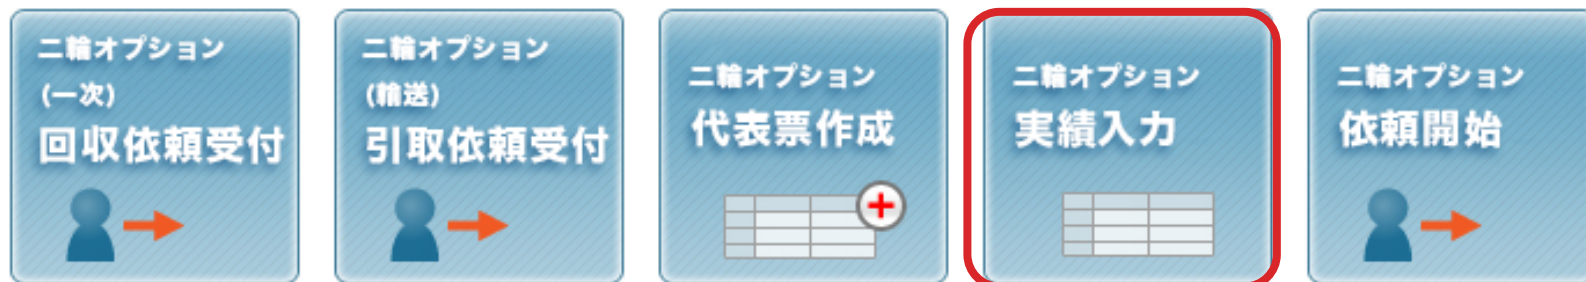 二輪オプション
(一次)
回収依頼受付
二輪オプション
(輸送)
引取依頼受付
二輪オプション
代表票作成
二輪オプション
実績入力
二輪オプション
依頼開始